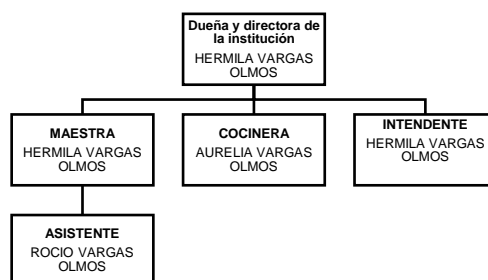 Dueña y directora de
la institución
HERMILA VARGAS
OLMOS
MAESTRA
HERMILA VARGAS
OLMOS
COCINERA
AURELIA VARGAS
OLMOS
INTENDENTE
HERMILA VARGAS
OLMOS
ASISTENTE
ROCIO VARGAS
OLMOS